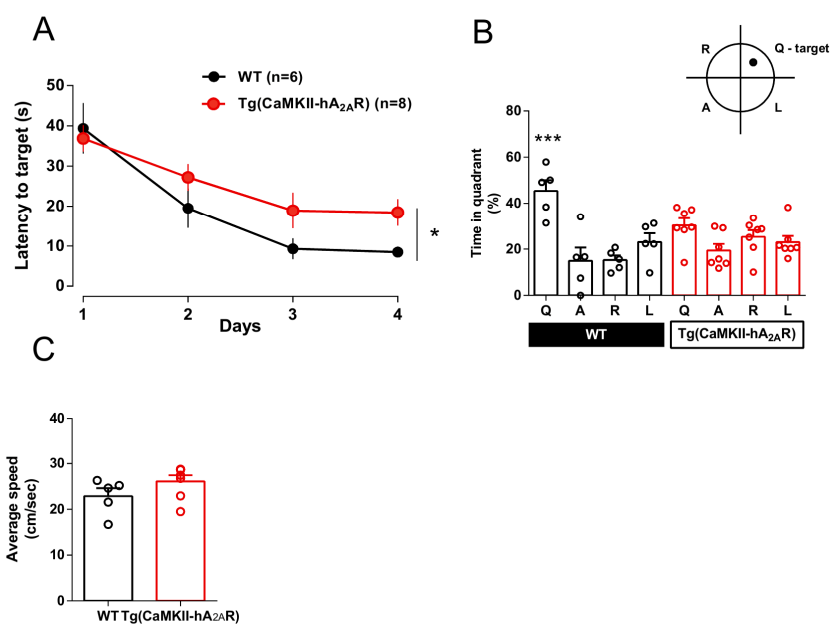 A
WT (n=6)
Tg(CaMKII-hA2AR) (n=8)
Latency to target (s)
50
40
30
20
10
0
*
1 2 3 4
Days
B
R Q - target
A L
Time in quadrant
(%)
80
60
40
20
0
***
Q A R L Q A R L
WT Tg(CaMKII-hA2AR)
C
Average speed
(cm/sec)
40
30
20
10
0
WT Tg(CaMKII-hA2AR)